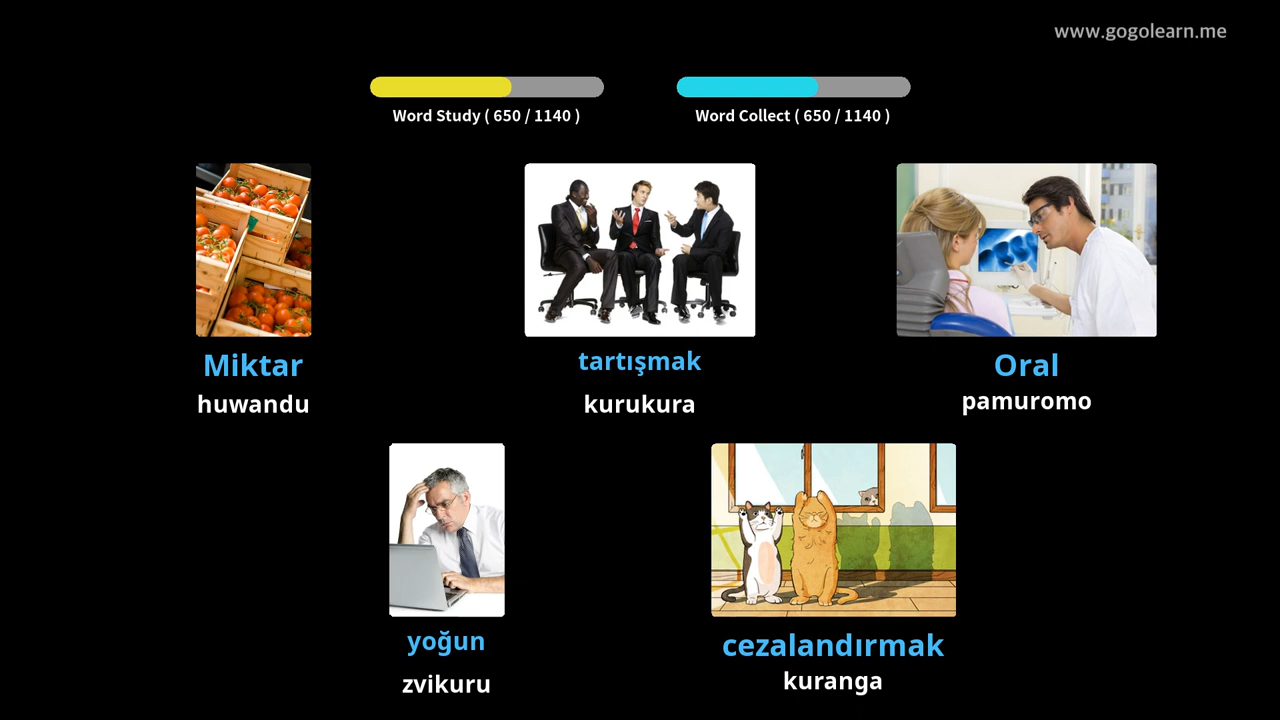 www.gogolearn.me
Word Study ( 650 / 1140 )
Word Collect ( 650 / 1140 )
Miktar
huwandu
tartışmak
kurukura
Oral
pamuromo
yoğun
zvikuru
cezalandırmak
kuranga